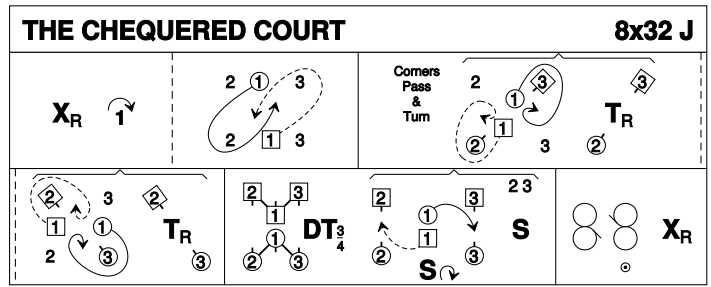 THE CHEQUERED COURT 8x32 J
XR 1
2 1 3
2 1 3
Corners
Pass
&
Turn
2 3 3
1
1 TR
2 3 2
2 3 2
1 1 TR
2 3 3
2 3
1
1
DT3/4
2 3
2 3
1
1
2 3
S
S
XR